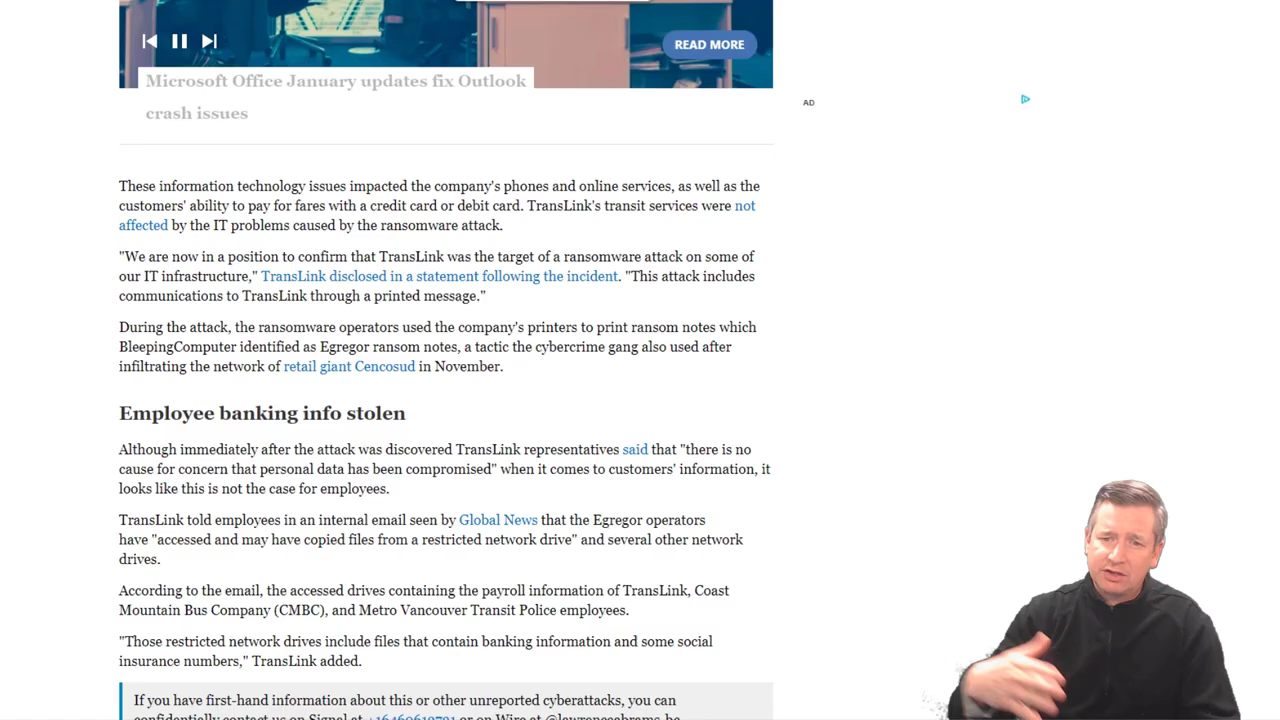 READ MORE
Microsoft Office January updates fix Outlook
crash issues
AD
These information technology issues impacted the company's phones and online services, as well as the
customers' ability to pay for fares with a credit card or debit card. TransLink's transit services were not
affected by the IT problems caused by the ransomware attack.
"We are now in a position to confirm that TransLink was the target of a ransomware attack on some of
our IT infrastructure," TransLink disclosed in a statement following the incident. "This attack includes
communications to TransLink through a printed message."
During the attack, the ransomware operators used the company's printers to print ransom notes which
BleepingComputer identified as Egregor ransom notes, a tactic the cybercrime gang also used after
infiltrating the network of retail giant Cencosud in November.
Employee banking info stolen
Although immediately after the attack was discovered TransLink representatives said that "there is no
cause for concern that personal data has been compromised" when it comes to customers' information, it
looks like this is not the case for employees.
TransLink told employees in an internal email seen by Global News that the Egregor operators
have "accessed and may have copied files from a restricted network drive" and several other network
drives.
According to the email, the accessed drives containing the payroll information of TransLink, Coast
Mountain Bus Company (CMBC), and Metro Vancouver Transit Police employees.
"Those restricted network drives include files that contain banking information and some social
insurance numbers," TransLink added.
If you have first-hand information about this or other unreported cyberattacks, you can
confidentially contact us on Signal at +16469613731 or on Wire at @lawrenceabrams-bc